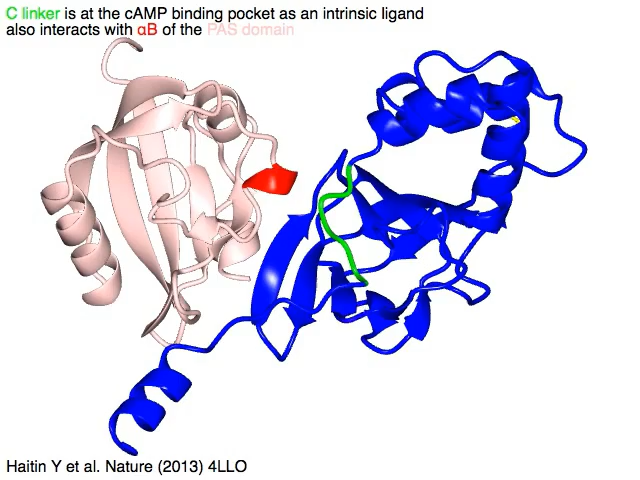 C linker is at the cAMP binding pocket as an intrinsic ligand
also interacts with αB of the PAS domain
Haitin Y et al. Nature (2013) 4LLO